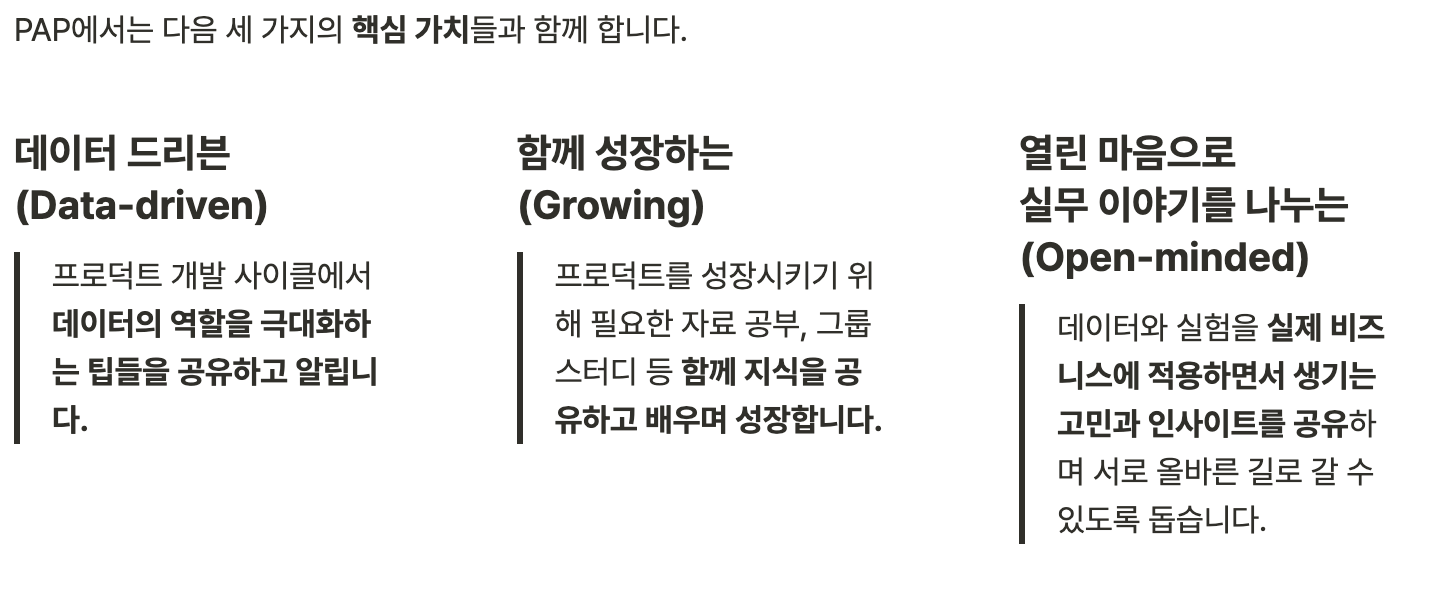 PAP에서는 다음 세 가지의 핵심 가치들과 함께 합니다.
데이터 드리븐
(Data-driven)
프로덕트 개발 사이클에서
데이터의 역할을 극대화하
는 팁들을 공유하고 알립니
다.
함께 성장하는
(Growing)
프로덕트를 성장시키기 위
해 필요한 자료 공부, 그룹
스터디 등 함께 지식을 공
유하고 배우며 성장합니다.
열린 마음으로
실무 이야기를 나누는
(Open-minded)
데이터와 실험을 실제 비즈
니스에 적용하면서 생기는
고민과 인사이트를 공유하
며 서로 올바른 길로 갈 수
있도록 돕습니다.